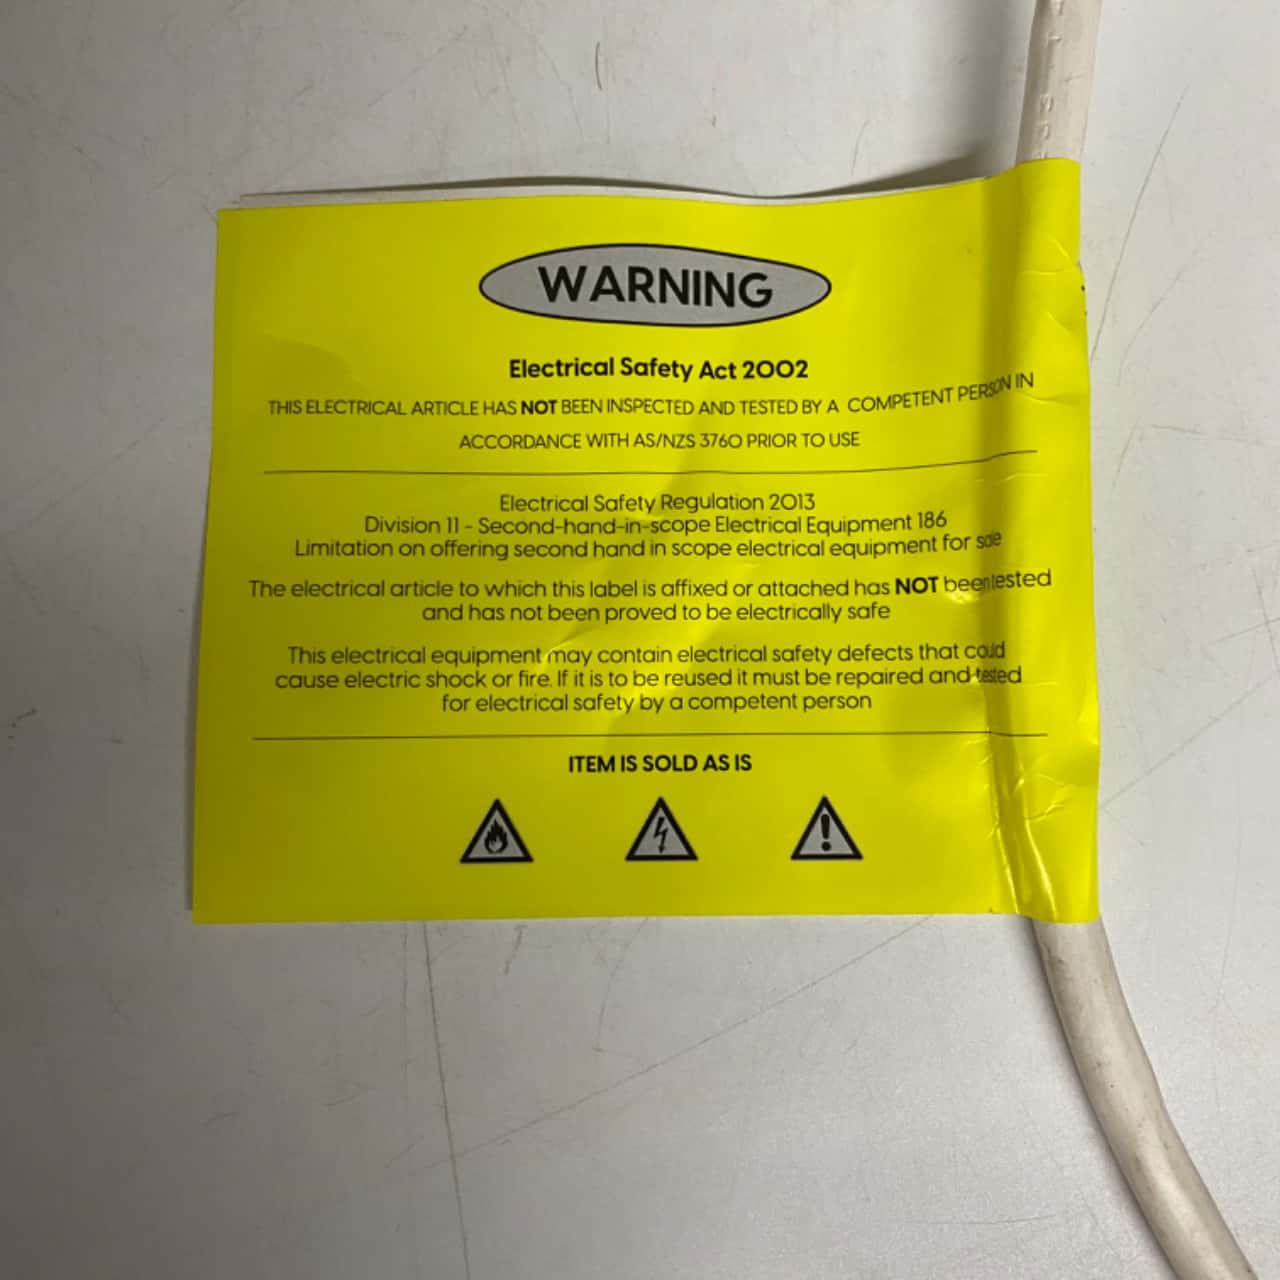 WARNING
Electrical Safety Act 2002
THIS ELECTRICAL ARTICLE HAS NOT BEEN INSPECTED AND TESTED BY A COMPETENT PERSON IN
ACCORDANCE WITH AS/NZS 3760 PRIOR TO USE
Electrical Safety Regulation 2013
Division 11 - Second-hand-in-scope Electrical Equipment 186
Limitation on offering second hand in scope electrical equipment for sale
The electrical article to which this label is affixed or attached has NOT been tested
and has not been proved to be electrically safe
This electrical equipment may contain electrical safety defects that could
cause electric shock or fire. If it is to be reused it must be repaired and tested
for electrical safety by a competent person
ITEM IS SOLD AS IS